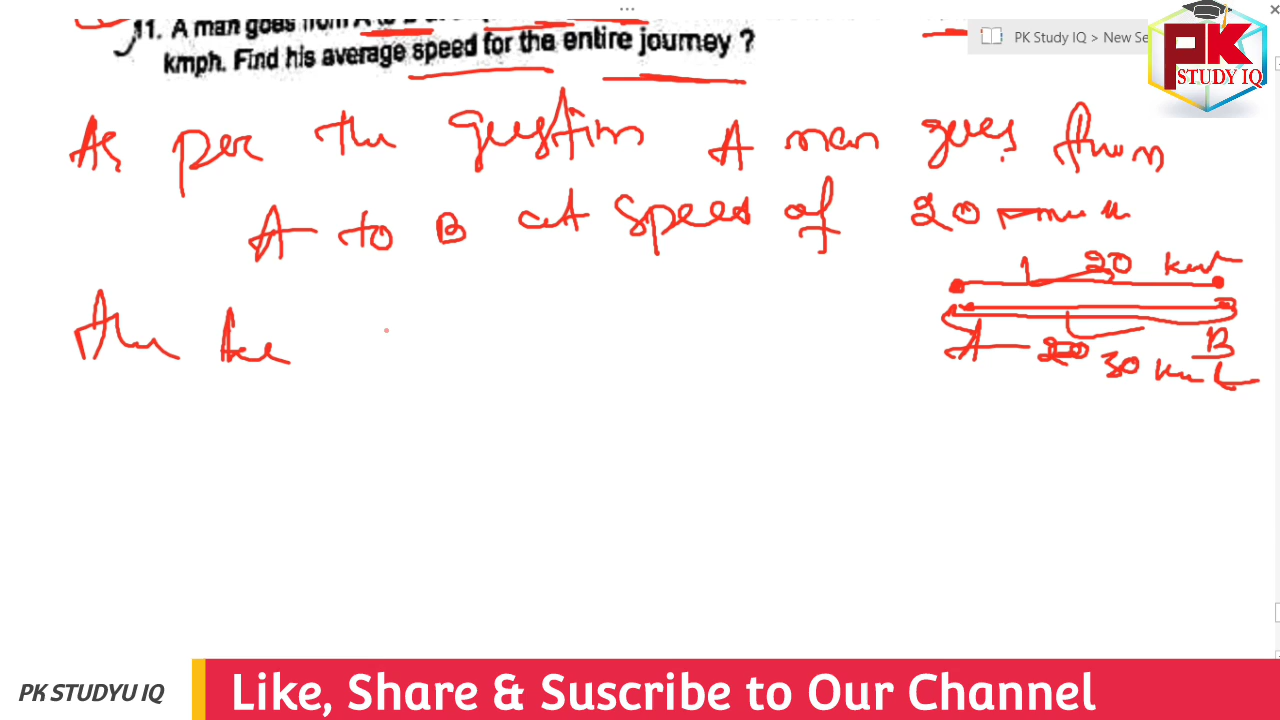 11. A man goes from A to B
kmph. Find his average speed for the entire journey ?
PK Study IQ > New Se
PK
STUDY IQ
As per the question A man goes from
A to B at speed of 20
20 km
A B
30 km
PK STUDYU IQ
Like, Share & Suscribe to Our Channel